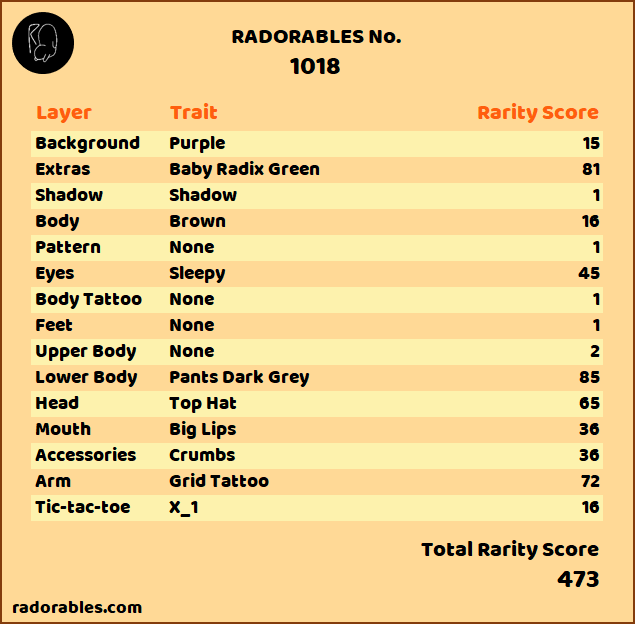 RADORABLES No.
1018
Layer Trait Rarity Score
Background Purple 15
Extras Baby Radix Green 81
Shadow Shadow 1
Body Brown 16
Pattern None 1
Eyes Sleepy 45
Body Tattoo None 1
Feet None 1
Upper Body None 2
Lower Body Pants Dark Grey 85
Head Top Hat 65
Mouth Big Lips 36
Accessories Crumbs 36
Arm Grid Tattoo 72
Tic-tac-toe X_1 16
Total Rarity Score
473
radorables.com